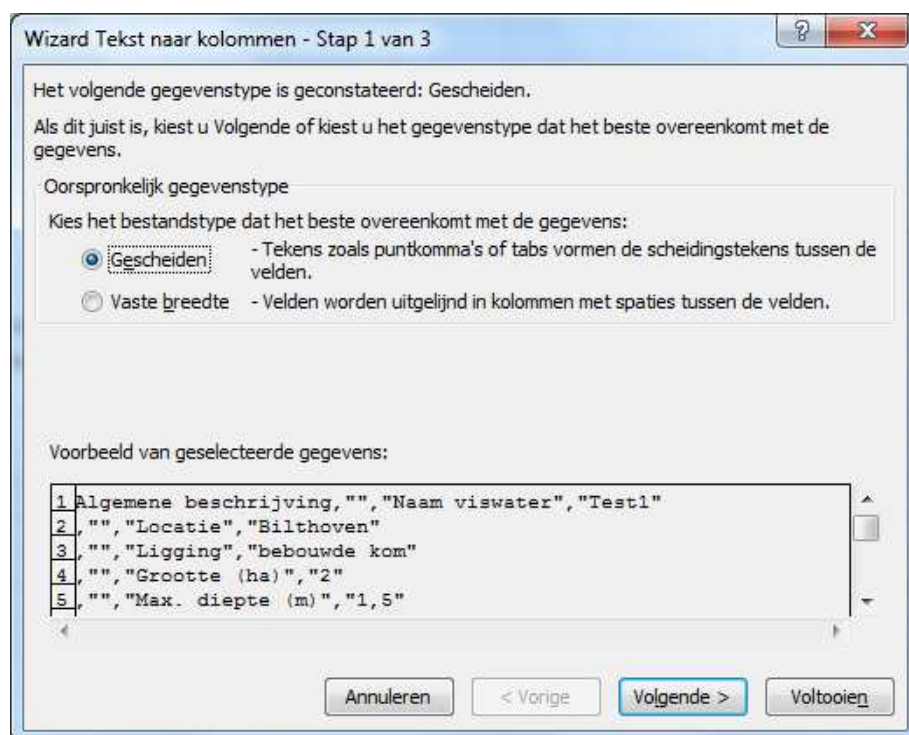 Wizard Tekst naar kolommen - Stap 1 van 3
Het volgende gegevenstype is geconstateerd: Gescheiden.
Als dit juist is, kiest u Volgende of kiest u het gegevenstype dat het beste overeenkomt met de
gegevens.
Oorspronkelijk gegevenstype
Kies het bestandstype dat het beste overeenkomt met de gegevens:
Gescheiden - Tekens zoals puntkomma's of tabs vormen de scheidingstekens tussen de
velden.
Vaste breedte - Velden worden uitgelijnd in kolommen met spaties tussen de velden.
Voorbeeld van geselecteerde gegevens:
1 Algemene beschrijving,"","Naam viswater","Test1"
2 ,"","Locatie","Bilthoven"
3 ,"","Ligging","bebouwde kom"
4 ,"","Grootte (ha)","2"
5 ,"","Max. diepte (m)","1,5"
Annuleren < Vorige Volgende > Voltooien